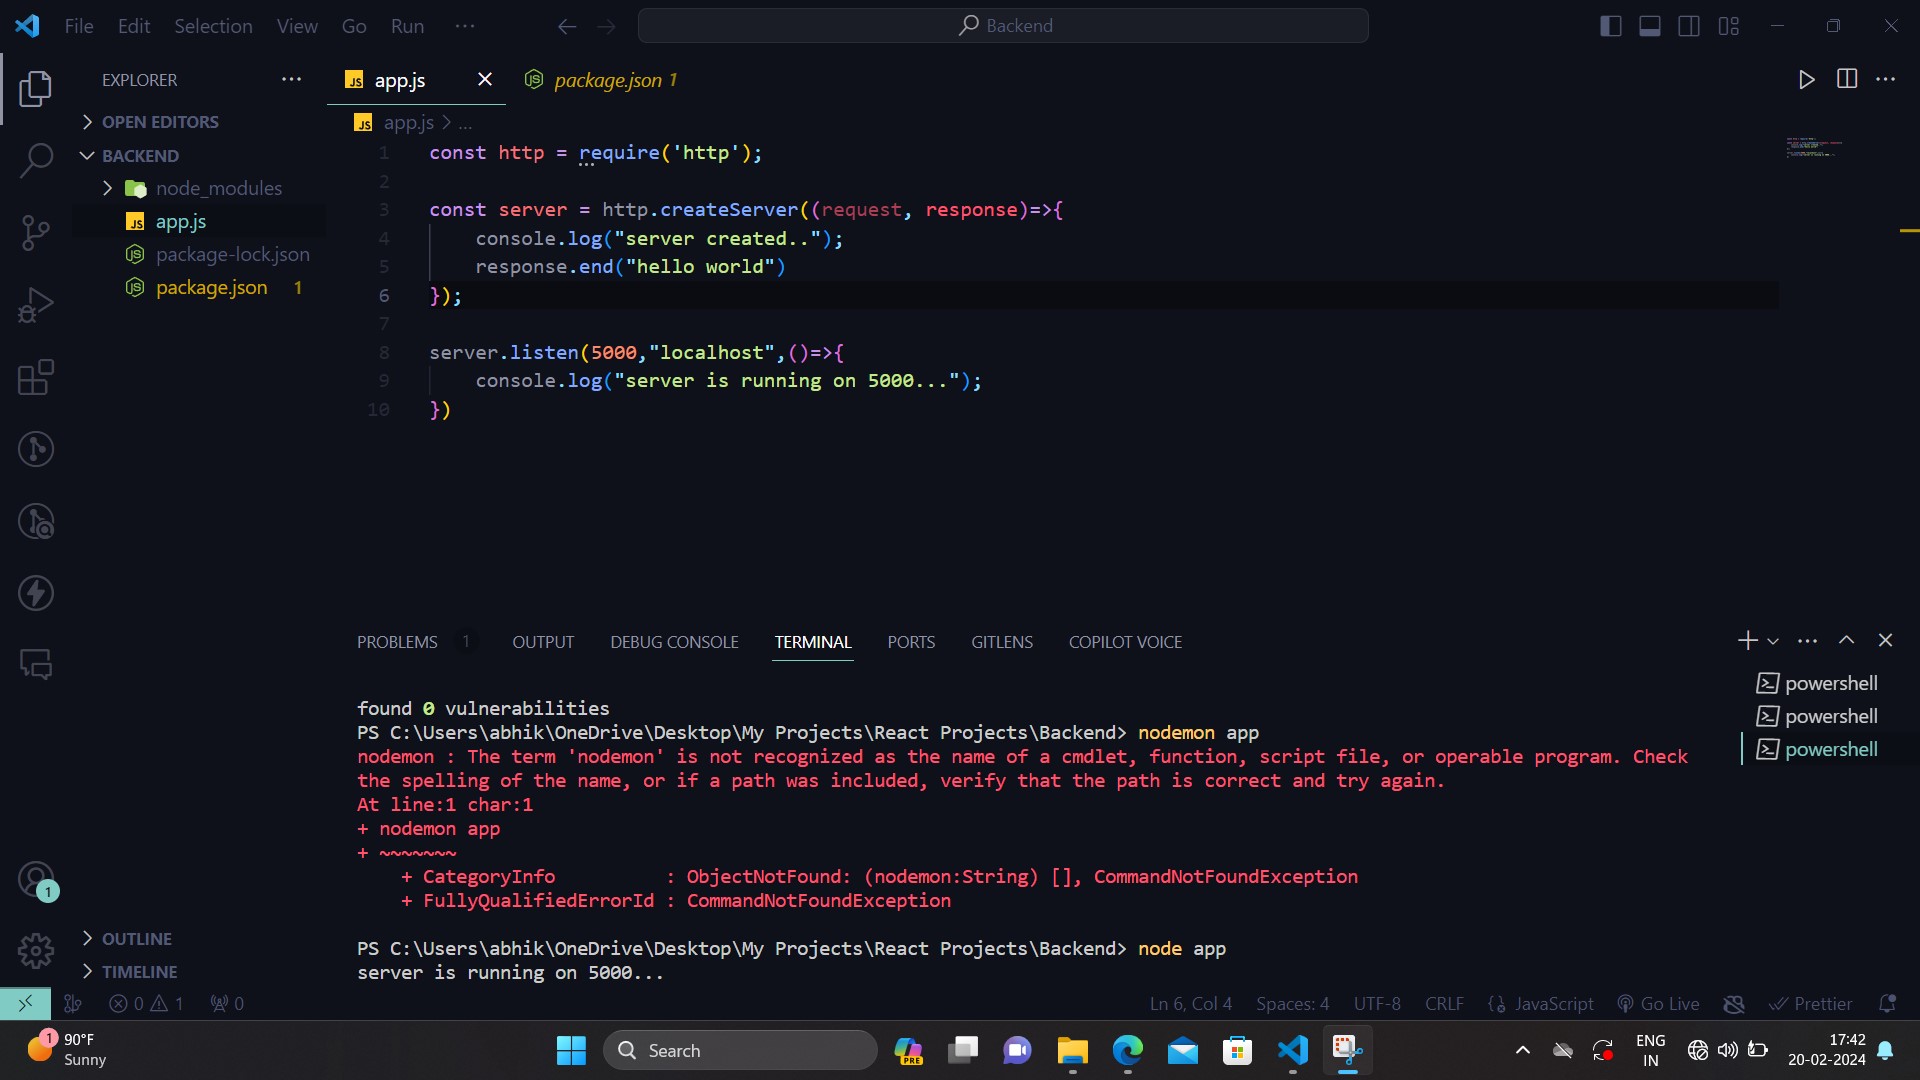 File Edit Selection View Go Run ... Backend
EXPLORER ...
OPEN EDITORS
BACKEND
node_modules
JS app.js
package-lock.json
package.json 1
OUTLINE
TIMELINE
JS app.js package.json 1
JS app.js > ...
1 const http = require('http');
2
3 const server = http.createServer((request, response)=>{
4 console.log("server created..");
5 response.end("hello world")
6 });
7
8 server.listen(5000,"localhost",()=>{
9 console.log("server is running on 5000...");
10 })
PROBLEMS 1 OUTPUT DEBUG CONSOLE TERMINAL PORTS GITLENS COPILOT VOICE
found 0 vulnerabilities
PS C:\Users\abhik\OneDrive\Desktop\My Projects\React Projects\Backend> nodemon app
nodemon : The term 'nodemon' is not recognized as the name of a cmdlet, function, script file, or operable program. Check
the spelling of the name, or if a path was included, verify that the path is correct and try again.
At line:1 char:1
+ nodemon app
+ ~~~~~~~
+ CategoryInfo : ObjectNotFound: (nodemon:String) [], CommandNotFoundException
+ FullyQualifiedErrorId : CommandNotFoundException
PS C:\Users\abhik\OneDrive\Desktop\My Projects\React Projects\Backend> node app
server is running on 5000...
powershell
powershell
powershell
1
0 1 0 Ln 6, Col 4 Spaces: 4 UTF-8 CRLF JavaScript Go Live Prettier
1 90°F
Sunny
Search
PRE
ENG
IN
17:42
20-02-2024